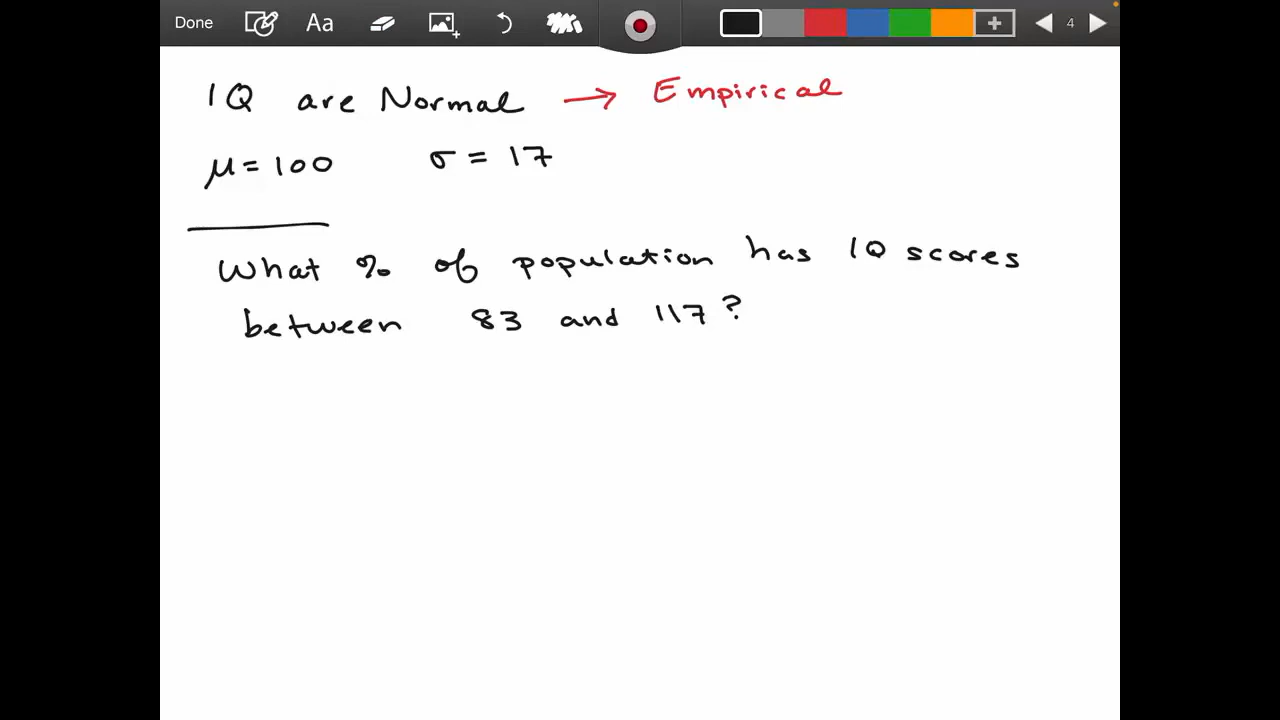 Done Aa 4
IQ are Normal → Empirical
μ = 100 σ = 17
What % of population has IQ scores
between 83 and 117?